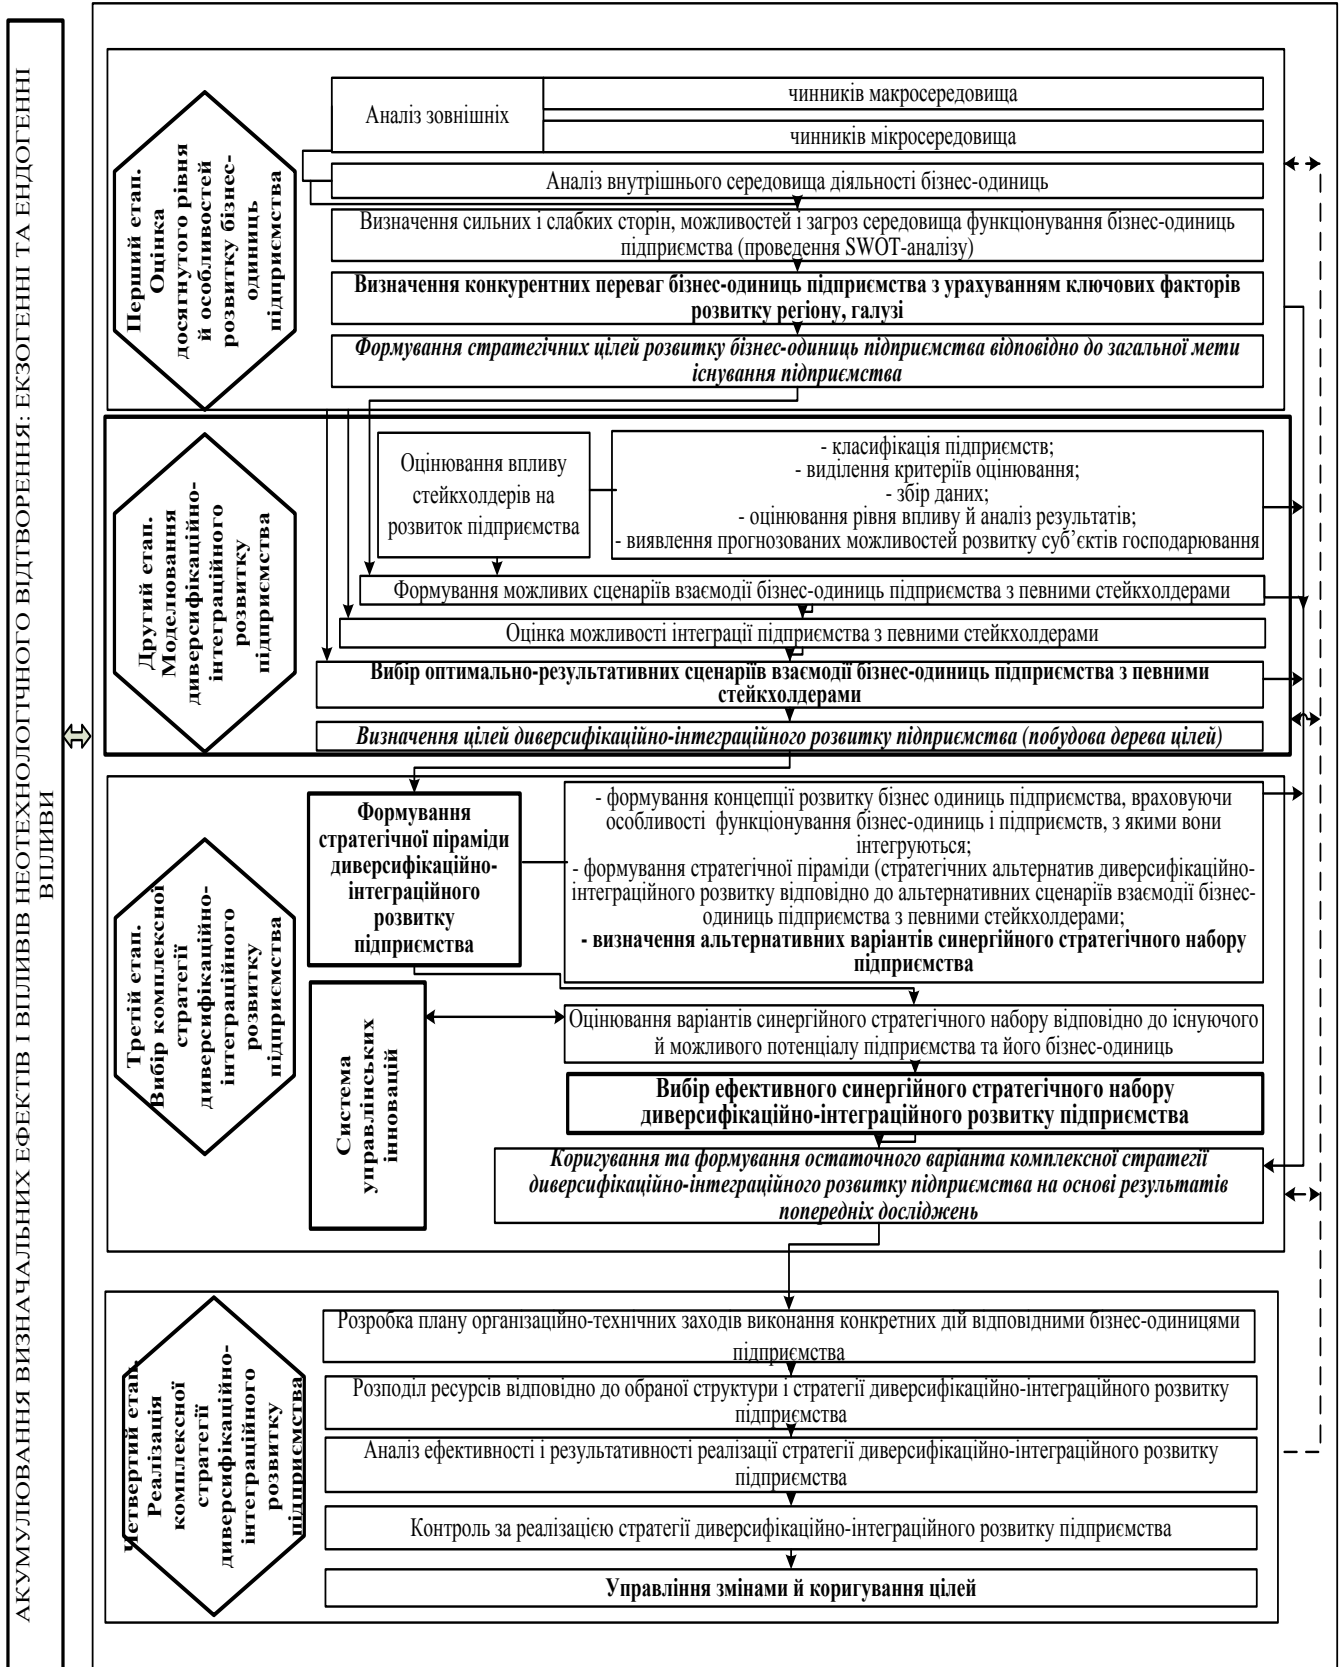 АКУМУЛЮВАННЯ ВИЗНАЧАЛЬНИХ ЕФЕКТІВ І ВПЛИВІВ НЕОТЕХНОЛОГІЧНОГО ВІДТВОРЕННЯ: ЕКЗОГЕННІ ТА ЕНДОГЕННІ
ВПЛИВИ
Перший етап.
Оцінка
досягнутого рівня
й особливостей
розвитку бізнес-
одиниць
підприємства
Аналіз зовнішніх
чинників макросередовища
чинників мікросередовища
Аналіз внутрішнього середовища діяльності бізнес-одиниць
Визначення сильних і слабких сторін, можливостей і загроз середовища функціонування бізнес-одиниць
підприємства (проведення SWOT-аналізу)
Визначення конкурентних переваг бізнес-одиниць підприємства з урахуванням ключових факторів
розвитку регіону, галузі
Формування стратегічних цілей розвитку бізнес-одиниць підприємства відповідно до загальної мети
існування підприємства
Другий етап.
Моделювання
диверсифікаційно-
інтеграційного
розвитку
підприємства
Оцінювання впливу
стейкхолдерів на
розвиток підприємства
- класифікація підприємств;
- виділення критеріїв оцінювання;
- збір даних;
- оцінювання рівня впливу й аналіз результатів;
- виявлення прогнозованих можливостей розвитку суб’єктів господарювання
Формування можливих сценаріїв взаємодії бізнес-одиниць підприємства з певними стейкхолдерами
Оцінка можливості інтеграції підприємства з певними стейкхолдерами
Вибір оптимально-результативних сценаріїв взаємодії бізнес-одиниць підприємства з певними
стейкхолдерами
Визначення цілей диверсифікаційно-інтеграційного розвитку підприємства (побудова дерева цілей)
Третій етап.
Вибір комплексної
стратегії
диверсифікаційно-
інтеграційного
розвитку
підприємства
Формування
стратегічної піраміди
диверсифікаційно-
інтеграційного
розвитку
підприємства
- формування концепції розвитку бізнес одиниць підприємства, враховуючи
особливості функціонування бізнес-одиниць і підприємств, з якими вони
інтегруються;
- формування стратегічної піраміди (стратегічних альтернатив диверсифікаційно-
інтеграційного розвитку відповідно до альтернативних сценаріїв взаємодії бізнес-
одиниць підприємства з певними стейкхолдерами;
- визначення альтернативних варіантів синергійного стратегічного набору
підприємства
Система
управлінських
інновацій
Оцінювання варіантів синергійного стратегічного набору відповідно до існуючого
й можливого потенціалу підприємства та його бізнес-одиниць
Вибір ефективного синергійного стратегічного набору
диверсифікаційно-інтеграційного розвитку підприємства
Коригування та формування остаточного варіанта комплексної стратегії
диверсифікаційно-інтеграційного розвитку підприємства на основі результатів
попередніх досліджень
Четвертий етап.
Реалізація
комплексної
стратегії
диверсифікаційно-
інтеграційного
розвитку
підприємства
Розробка плану організаційно-технічних заходів виконання конкретних дій відповідними бізнес-одиницями
підприємства
Розподіл ресурсів відповідно до обраної структури і стратегії диверсифікаційно-інтеграційного розвитку
підприємства
Аналіз ефективності і результативності реалізації стратегії диверсифікаційно-інтеграційного розвитку
підприємства
Контроль за реалізацією стратегії диверсифікаційно-інтеграційного розвитку підприємства
Управління змінами й коригування цілей